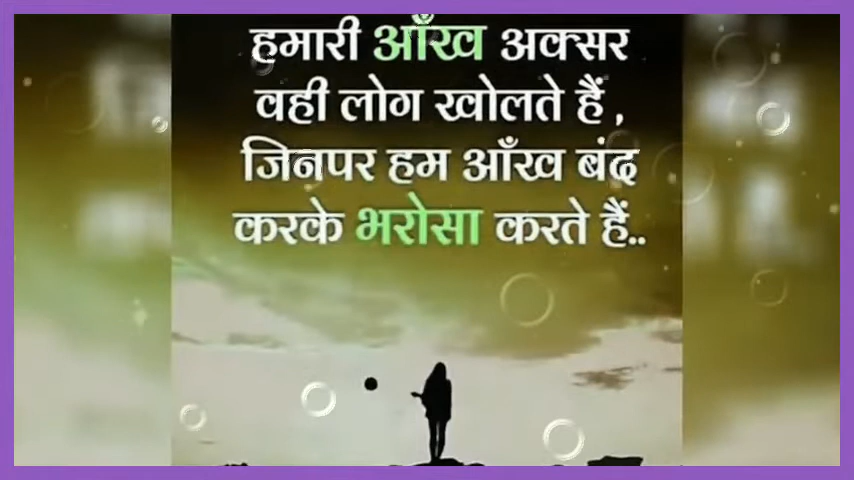 हमारी आँख अक्सर
वही लोग खोलते हैं ,
जिनपर हम आँख बंद
करके भरोसा करते हैं..